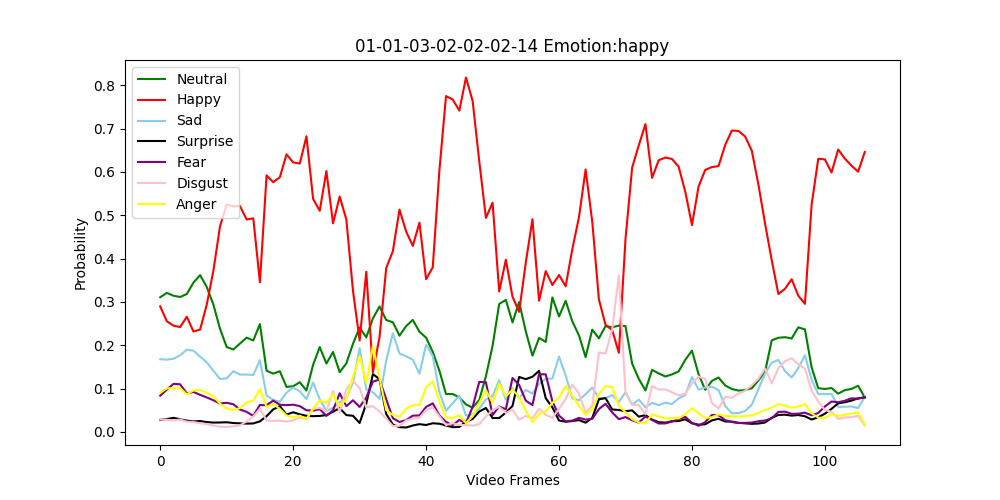 01-01-03-02-02-02-14 Emotion:happy
Neutral
Happy
Sad
Surprise
Fear
Disgust
Anger
Probability
0.8
0.7
0.6
0.5
0.4
0.3
0.2
0.1
0.0
0 20 40 60 80 100
Video Frames